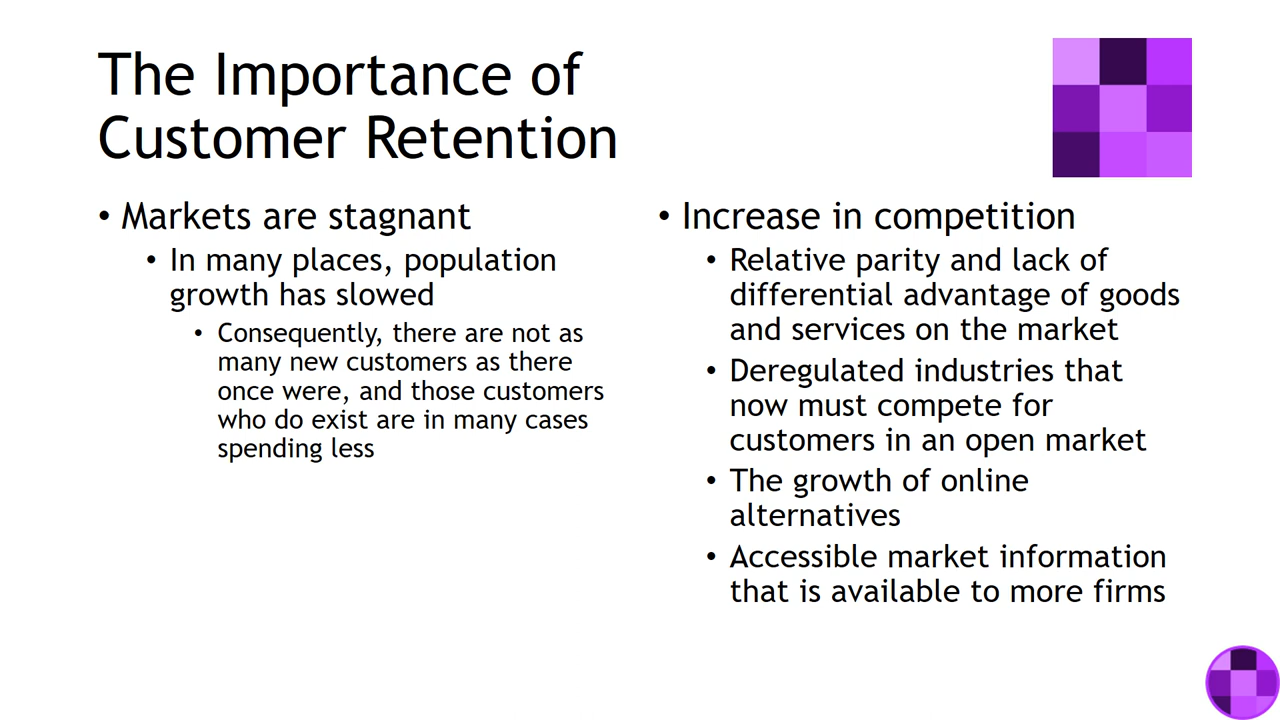 The Importance of
Customer Retention
• Markets are stagnant
• In many places, population
growth has slowed
• Consequently, there are not as
many new customers as there
once were, and those customers
who do exist are in many cases
spending less
• Increase in competition
• Relative parity and lack of
differential advantage of goods
and services on the market
• Deregulated industries that
now must compete for
customers in an open market
• The growth of online
alternatives
• Accessible market information
that is available to more firms